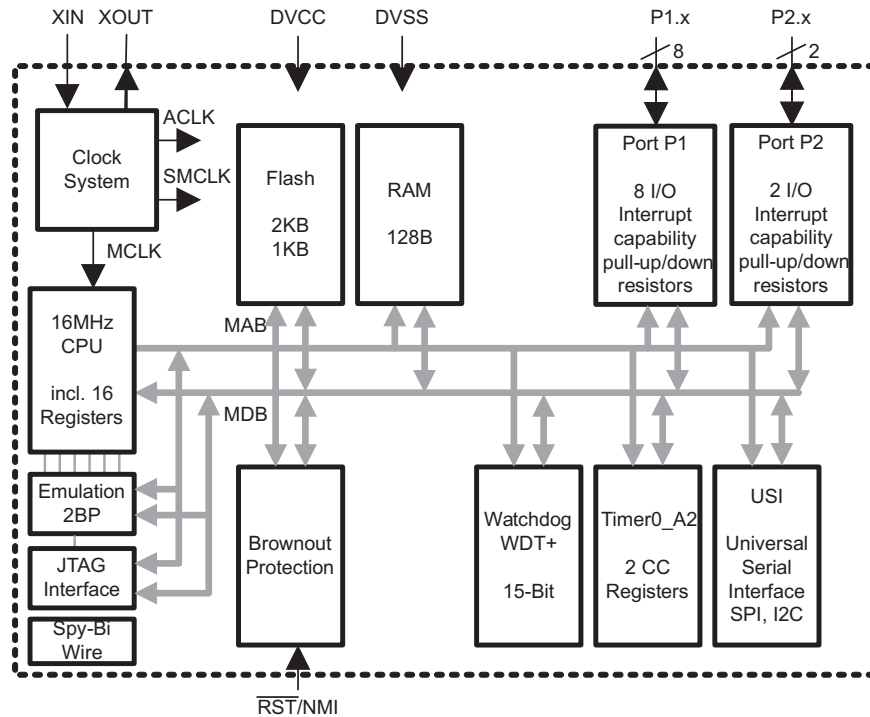 XIN XOUT DVCC DVSS P1.x P2.x
8 2
ACLK
Clock
System
SMCLK
MCLK
Flash
2KB
1KB
RAM
128B
Port P1
8 I/O
Interrupt
capability
pull-up/down
resistors
Port P2
2 I/O
Interrupt
capability
pull-up/down
resistors
16MHz
CPU
incl. 16
Registers
MAB
MDB
Emulation
2BP
JTAG
Interface
Spy-Bi
Wire
Brownout
Protection
Watchdog
WDT+
15-Bit
Timer0_A2
2 CC
Registers
USI
Universal
Serial
Interface
SPI, I2C
RST/NMI